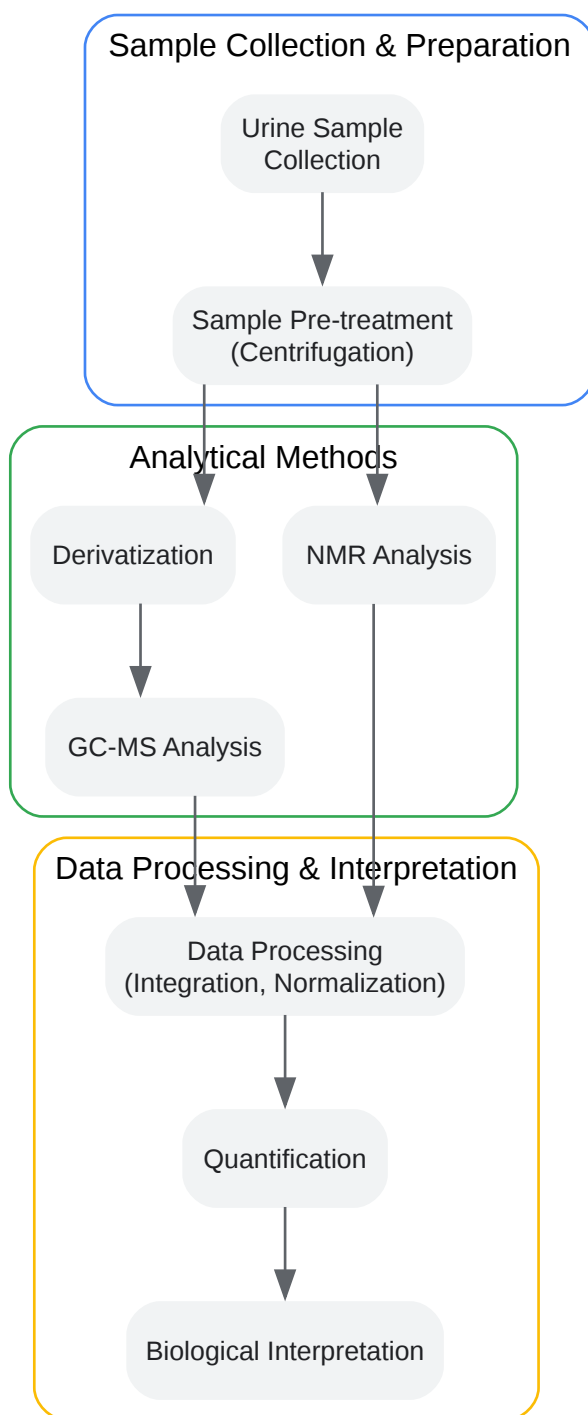 Sample Collection & Preparation
Urine Sample
Collection
Sample Pre-treatment
(Centrifugation)
Analytical Methods
Derivatization
NMR Analysis
GC-MS Analysis
Data Processing & Interpretation
Data Processing
(Integration, Normalization)
Quantification
Biological Interpretation